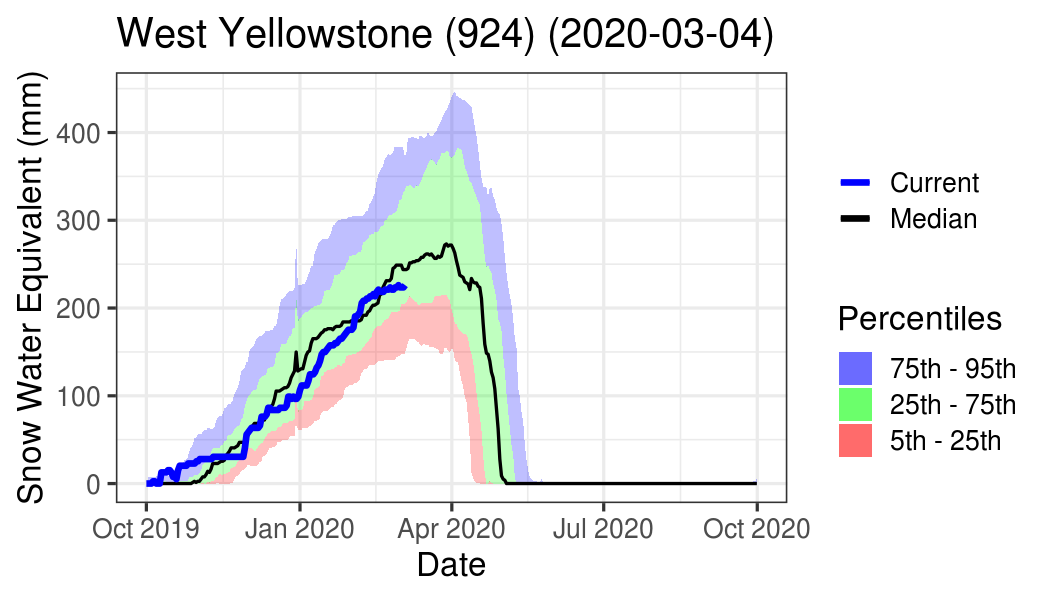 West Yellowstone (924) (2020-03-04)
Snow Water Equivalent (mm)
400
300
200
100
0
Oct 2019 Jan 2020 Apr 2020 Jul 2020 Oct 2020
Date
Current
Median
Percentiles
75th - 95th
25th - 75th
5th - 25th